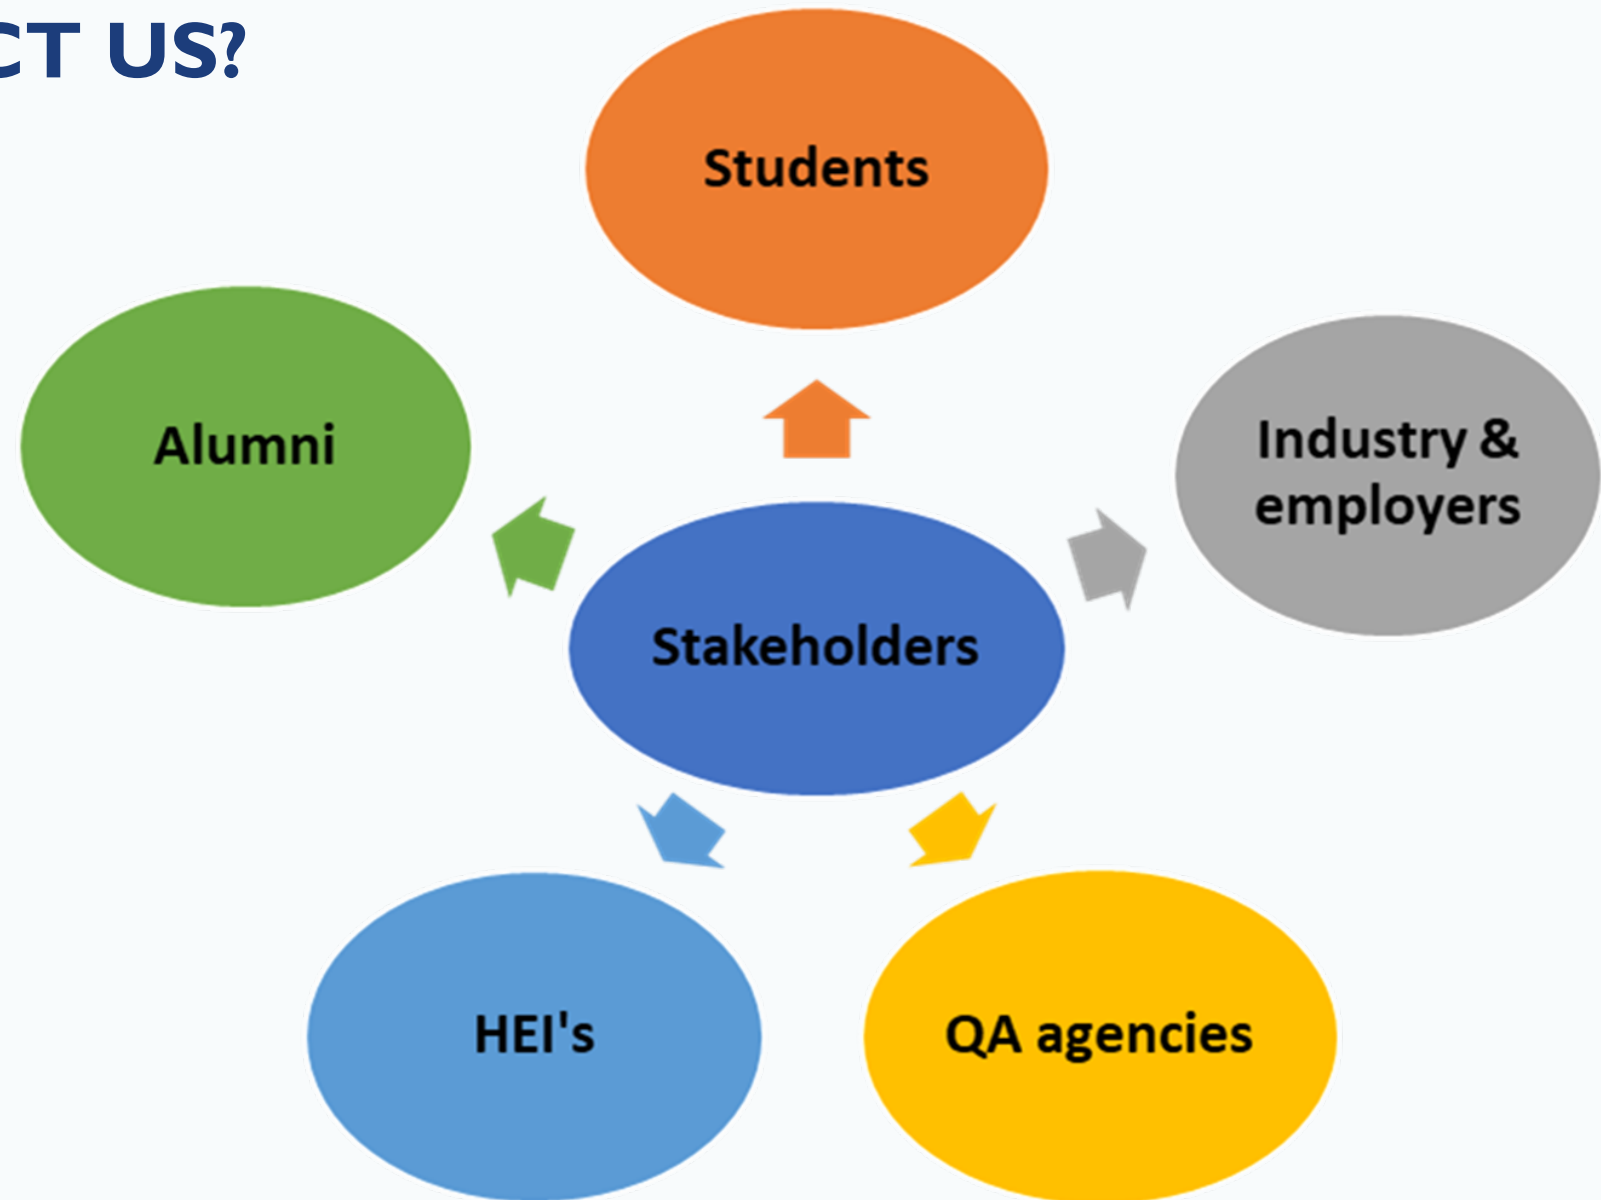 CT US?
Students
Alumni
Industry &
employers
Stakeholders
HEI's
QA agencies